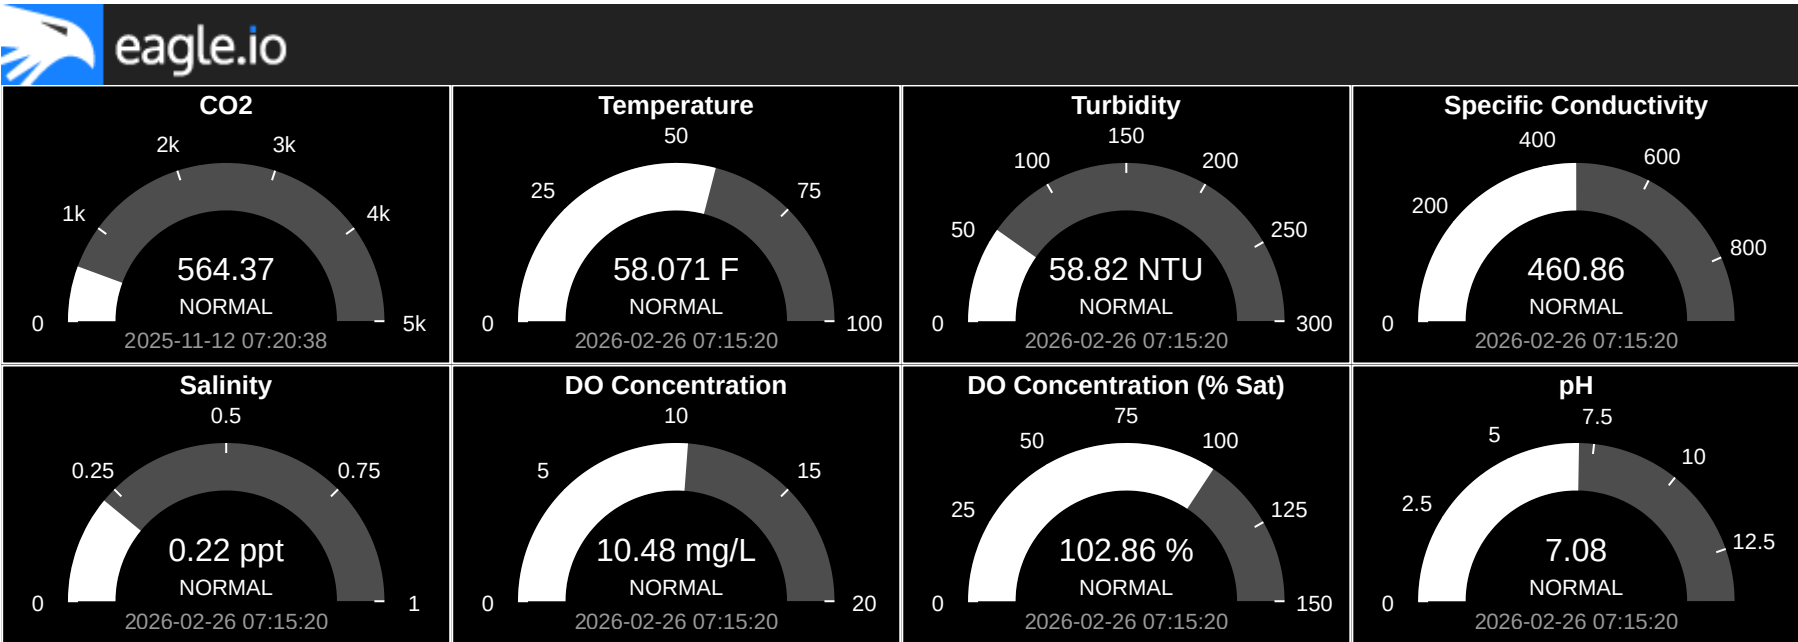 eagle.io
CO2
0
1k
2k
3k
4k
5k
564.37
NORMAL
2025-11-12 07:20:38
Temperature
0
25
50
75
100
58.071 F
NORMAL
2026-02-26 07:15:20
Turbidity
0
50
100
150
200
250
300
58.82 NTU
NORMAL
2026-02-26 07:15:20
Specific Conductivity
0
200
400
600
800
460.86
NORMAL
2026-02-26 07:15:20
Salinity
0
0.25
0.5
0.75
1
0.22 ppt
NORMAL
2026-02-26 07:15:20
DO Concentration
0
5
10
15
20
10.48 mg/L
NORMAL
2026-02-26 07:15:20
DO Concentration (% Sat)
0
25
50
75
100
125
150
102.86 %
NORMAL
2026-02-26 07:15:20
pH
0
2.5
5
7.5
10
12.5
7.08
NORMAL
2026-02-26 07:15:20